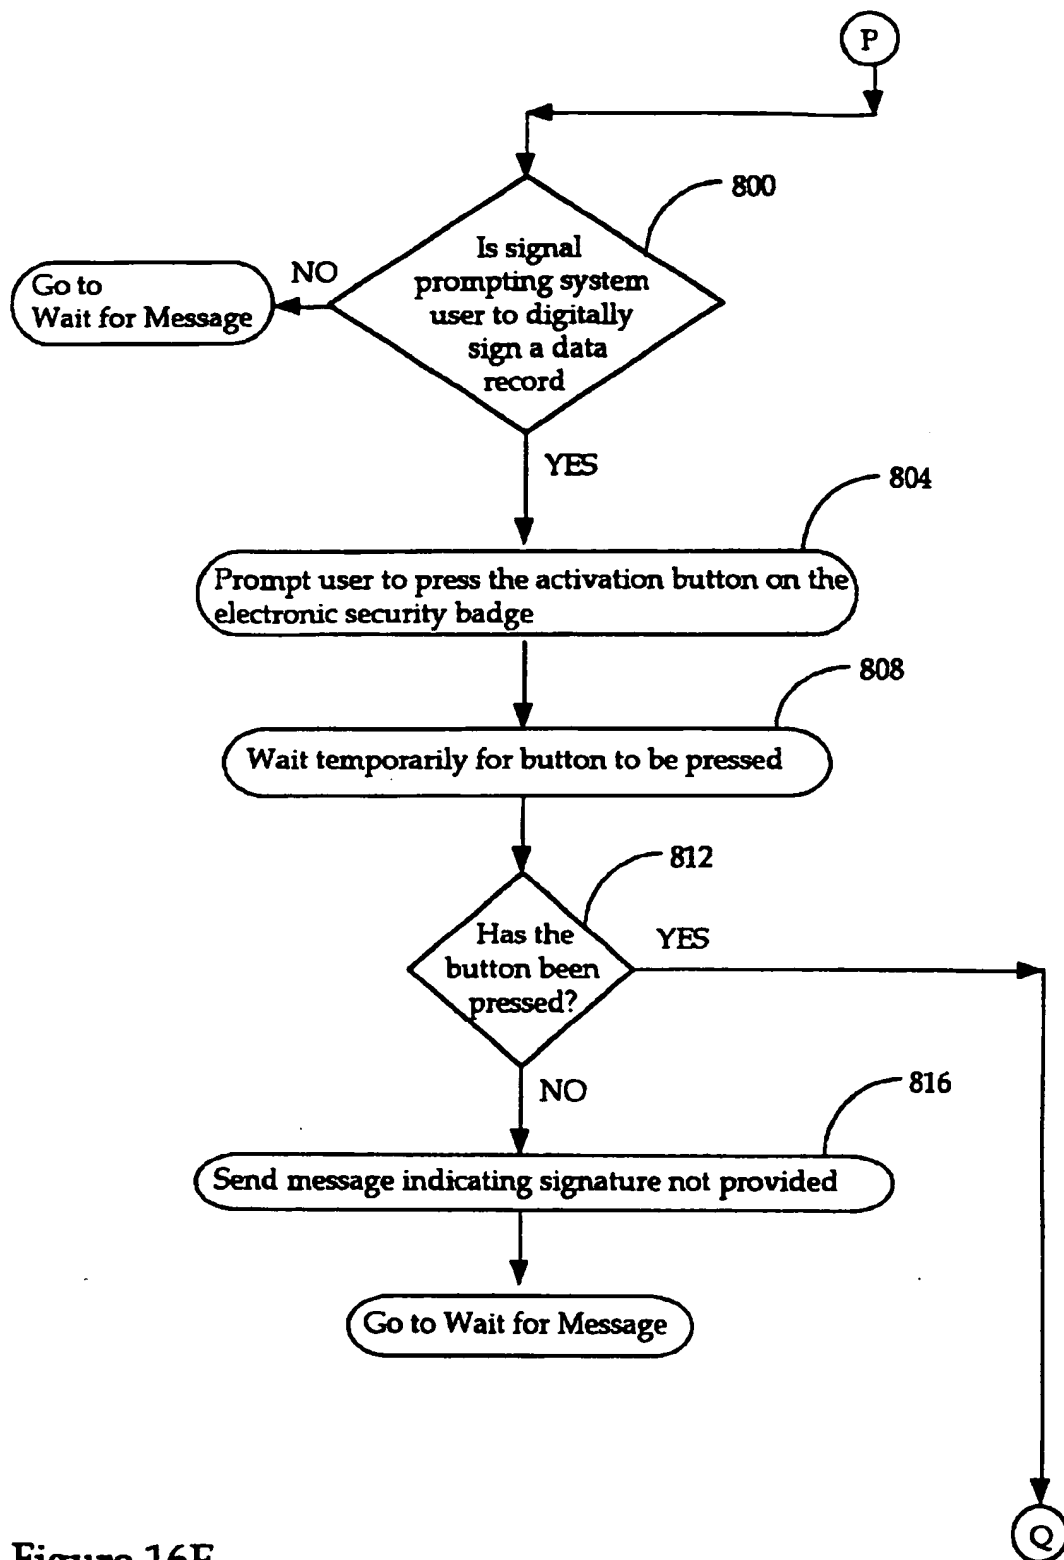 P
800
Is signal
prompting system
user to digitally
sign a data
record
NO
Go to
Wait for Message
YES
804
Prompt user to press the activation button on the
electronic security badge
808
Wait temporarily for button to be pressed
812
Has the
button been
pressed?
YES
NO
816
Send message indicating signature not provided
Go to Wait for Message
Q
Figure